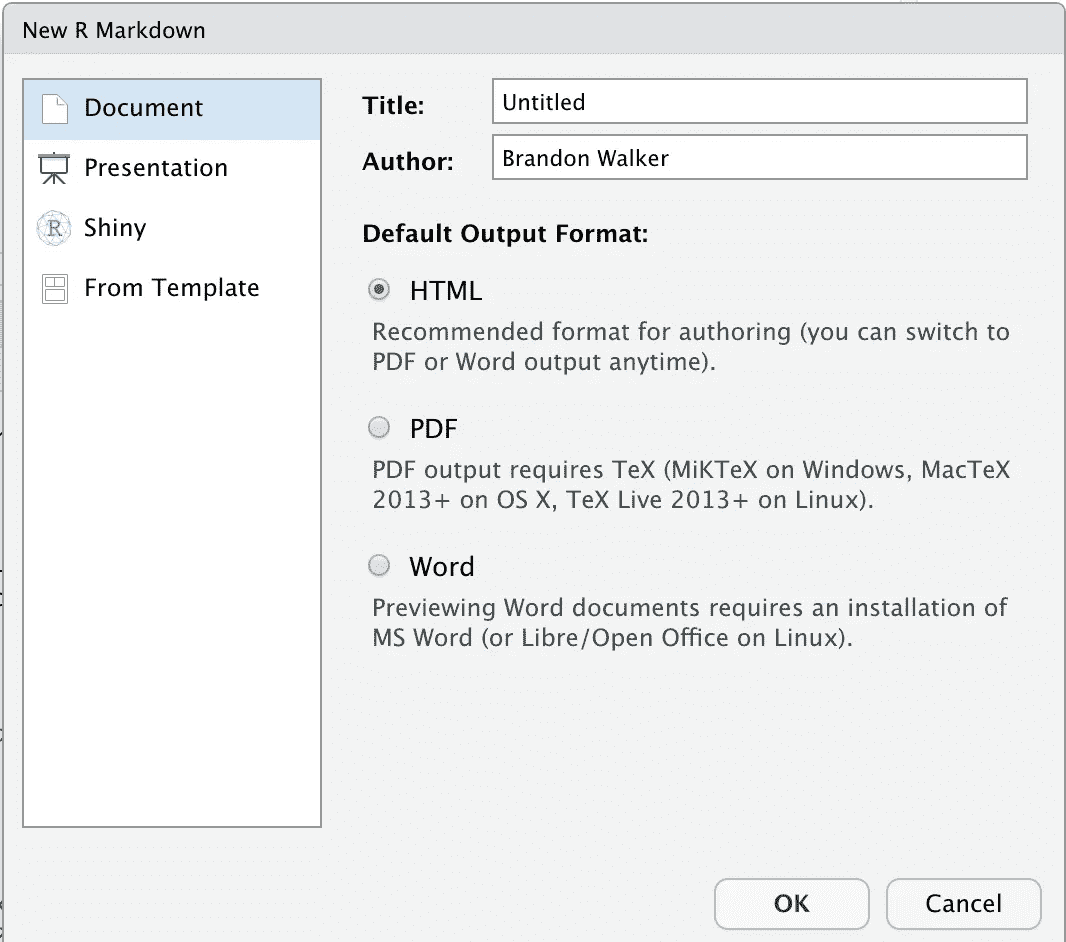 New R Markdown
Document
Presentation
R Shiny
From Template
Title: Untitled
Author: Brandon Walker
Default Output Format:
HTML
Recommended format for authoring (you can switch to
PDF or Word output anytime).
PDF
PDF output requires TeX (MiKTeX on Windows, MacTeX
2013+ on OS X, TeX Live 2013+ on Linux).
Word
Previewing Word documents requires an installation of
MS Word (or Libre/Open Office on Linux).
OK Cancel